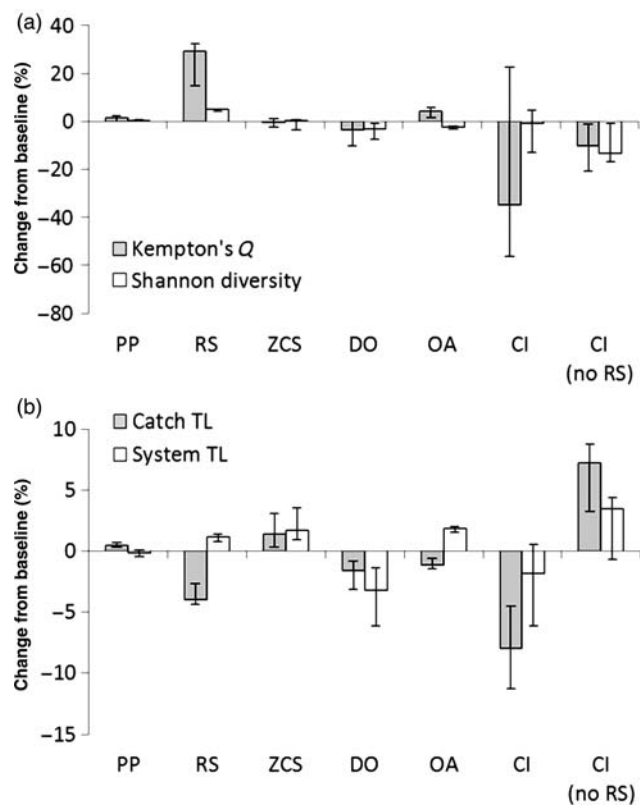 (a)
Change from baseline (%)
40
20
0
−20
−40
−60
−80
Kempton's Q
Shannon diversity
PP RS ZCS DO OA CI CI
(no RS)
(b)
Change from baseline (%)
10
5
0
−5
−10
−15
Catch TL
System TL
PP RS ZCS DO OA CI CI
(no RS)